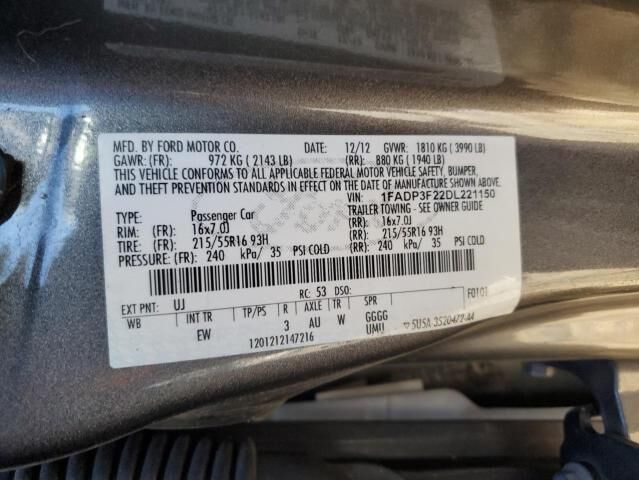 MFD. BY FORD MOTOR CO. DATE: 12/12 GVWR: 1810 KG ( 3990 LB)
GAWR: (FR): 972 KG ( 2143 LB) (RR): 880 KG ( 1940 LB)
THIS VEHICLE CONFORMS TO ALL APPLICABLE FEDERAL MOTOR VEHICLE SAFETY, BUMPER,
AND THEFT PREVENTION STANDARDS IN EFFECT ON THE DATE OF MANUFACTURE SHOWN ABOVE.
VIN: 1FADP3F22DL221150
TYPE: Passenger Car TRAILER TOWING - SEE OWNER GUIDE
RIM: (FR): 16x7.0J (RR): 16x7.0J
TIRE: (FR): 215/55R16 93H (RR): 215/55R16 93H
PRESSURE: (FR): 240 kPa/ 35 PSI COLD (RR): 240 kPa/ 35 PSI COLD
RC: 53 DSO: F0101
EXT PNT: UJ
WB INT TR TP/PS R AXLE TR SPR
EW 3 AU W GGGG
UMU
1201212147216
5U5A-3520472-AA